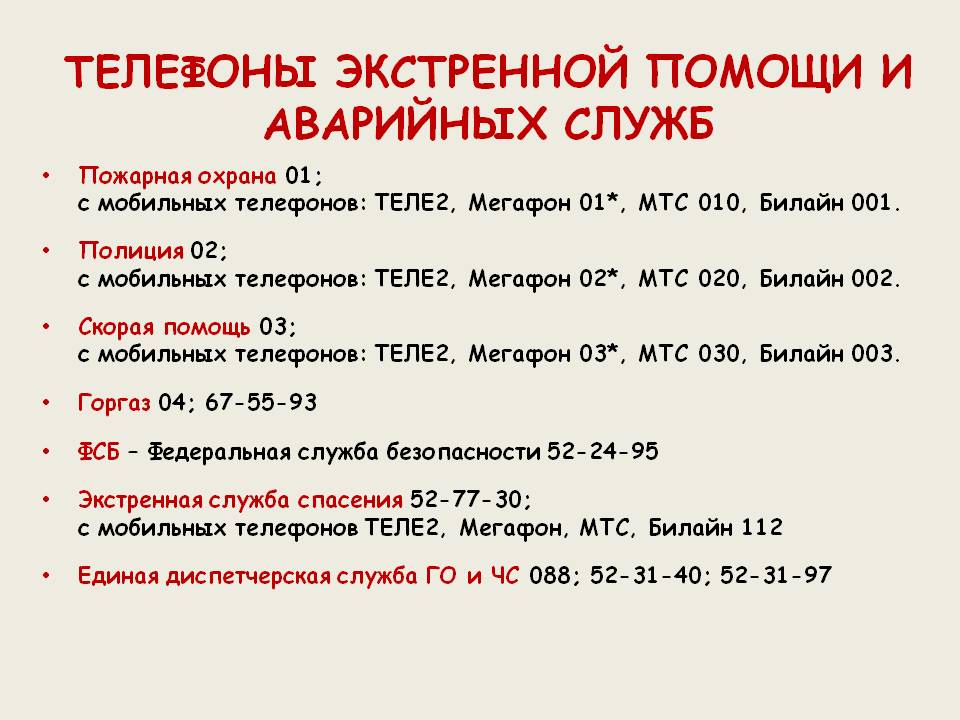 ТЕЛЕФОНЫ ЭКСТРЕННОЙ ПОМОЩИ И
АВАРИЙНЫХ СЛУЖБ
• Пожарная охрана 01;
с мобильных телефонов: ТЕЛЕ2, Мегафон 01*, МТС 010, Билайн 001.
• Полиция 02;
с мобильных телефонов: ТЕЛЕ2, Мегафон 02*, МТС 020, Билайн 002.
• Скорая помощь 03;
с мобильных телефонов: ТЕЛЕ2, Мегафон 03*, МТС 030, Билайн 003.
• Горгаз 04; 67-55-93
• ФСБ – Федеральная служба безопасности 52-24-95
• Экстренная служба спасения 52-77-30;
с мобильных телефонов ТЕЛЕ2, Мегафон, МТС, Билайн 112
• Единая диспетчерская служба ГО и ЧС 088; 52-31-40; 52-31-97